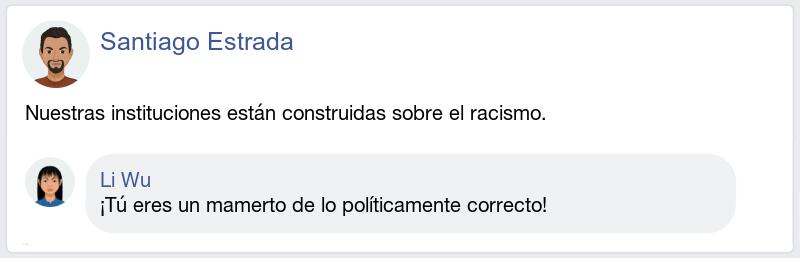 Santiago Estrada
Nuestras instituciones están construidas sobre el racismo.
Li Wu
¡Tú eres un mamerto de lo políticamente correcto!